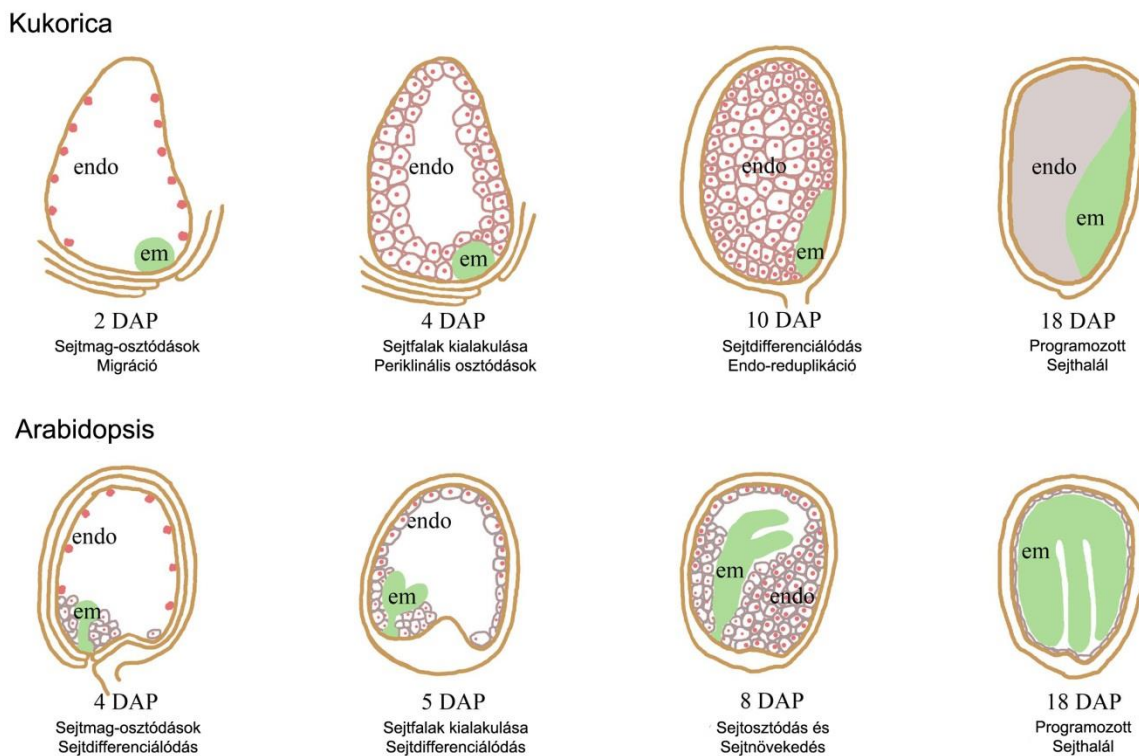 Kukorica
endo
em
2 DAP
Sejtmag-osztódások
Migráció
endo
em
4 DAP
Sejtfalak kialakulása
Periklinális osztódások
endo
em
10 DAP
Sejtdifferenciálódás
Endo-reduplikáció
endo
em
18 DAP
Programozott
Sejthalál
Arabidopsis
endo
em
4 DAP
Sejtmag-osztódások
Sejtdifferenciálódás
endo
em
5 DAP
Sejtfalak kialakulása
Sejtdifferenciálódás
em
endo
8 DAP
Sejtosztódás és
Sejtnövekedés
em
18 DAP
Programozott
Sejthalál